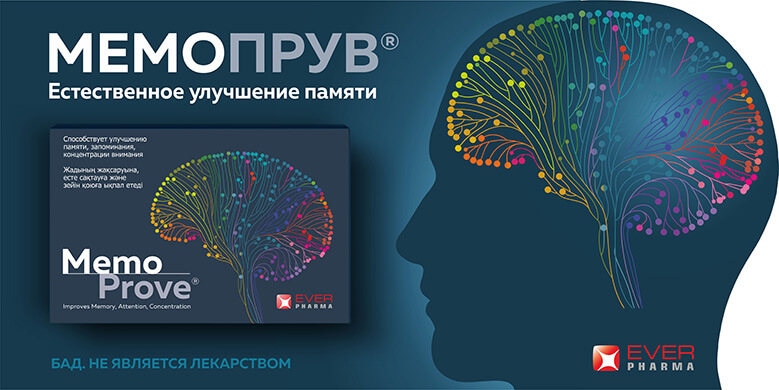 МЕМОПРУВ®
Естественное улучшение памяти
Способствует улучшению
памяти, запоминания,
концентрации внимания
Жадының жақсаруына,
есте сақтауға және
зейін қоюға ықпал етеді
Memo
Prove®
Improves Memory, Attention, Concentration
EVER
PHARMA
БАД. НЕ ЯВЛЯЕТСЯ ЛЕКАРСТВОМ
EVER
PHARMA